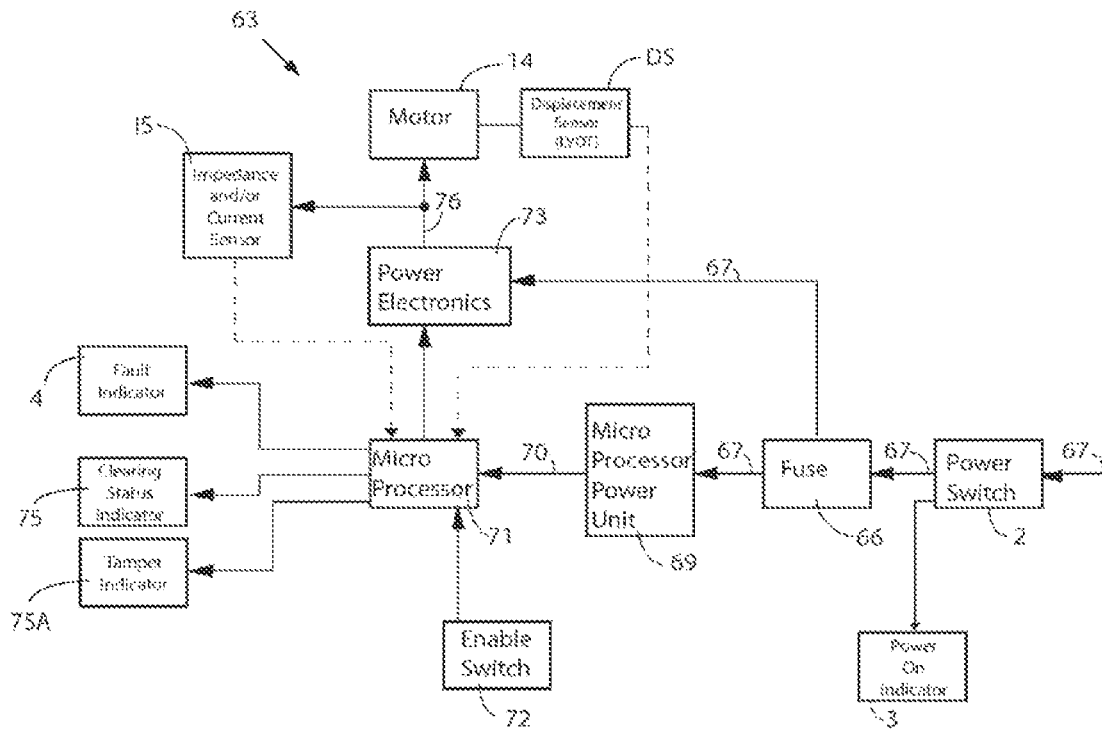 63
14
DS
Motor
Displacement
Sensor
(LVDT)
IS
Impedance
and/or
Current
Sensor
76
73
Power
Electronics
67
4
Fault
Indicator
Clearing
Status
Indicator
75
Tamper
Indicator
75A
Micro
Processor
71
70
Micro
Processor
Power
Unit
69
67
Fuse
66
67
Power
Switch
2
67
Enable
Switch
72
Power
On
Indicator
3